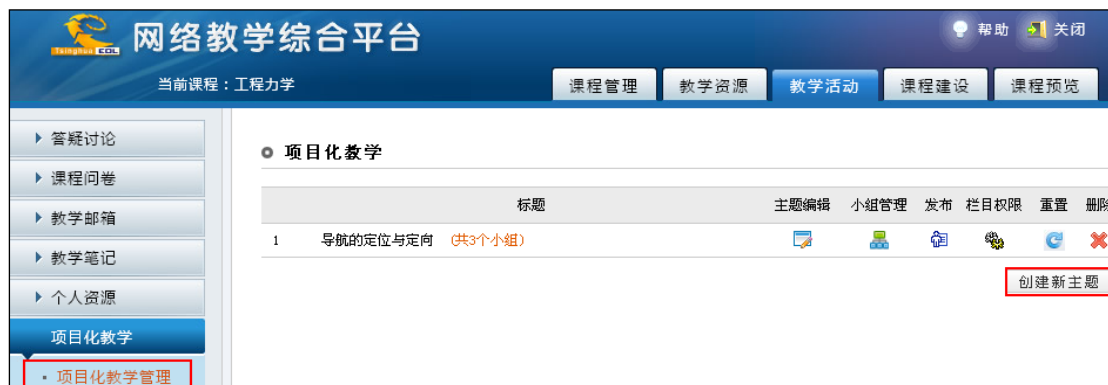 Tsinghua EOL 网络教学综合平台 帮助 关闭
当前课程：工程力学 课程管理 教学资源 教学活动 课程建设 课程预览
答疑讨论
课程问卷
教学邮箱
教学笔记
个人资源
项目化教学
项目化教学管理
项目化教学
标题 主题编辑 小组管理 发布 栏目权限 重置 删除
1 导航的定位与定向 (共3个小组)
创建新主题